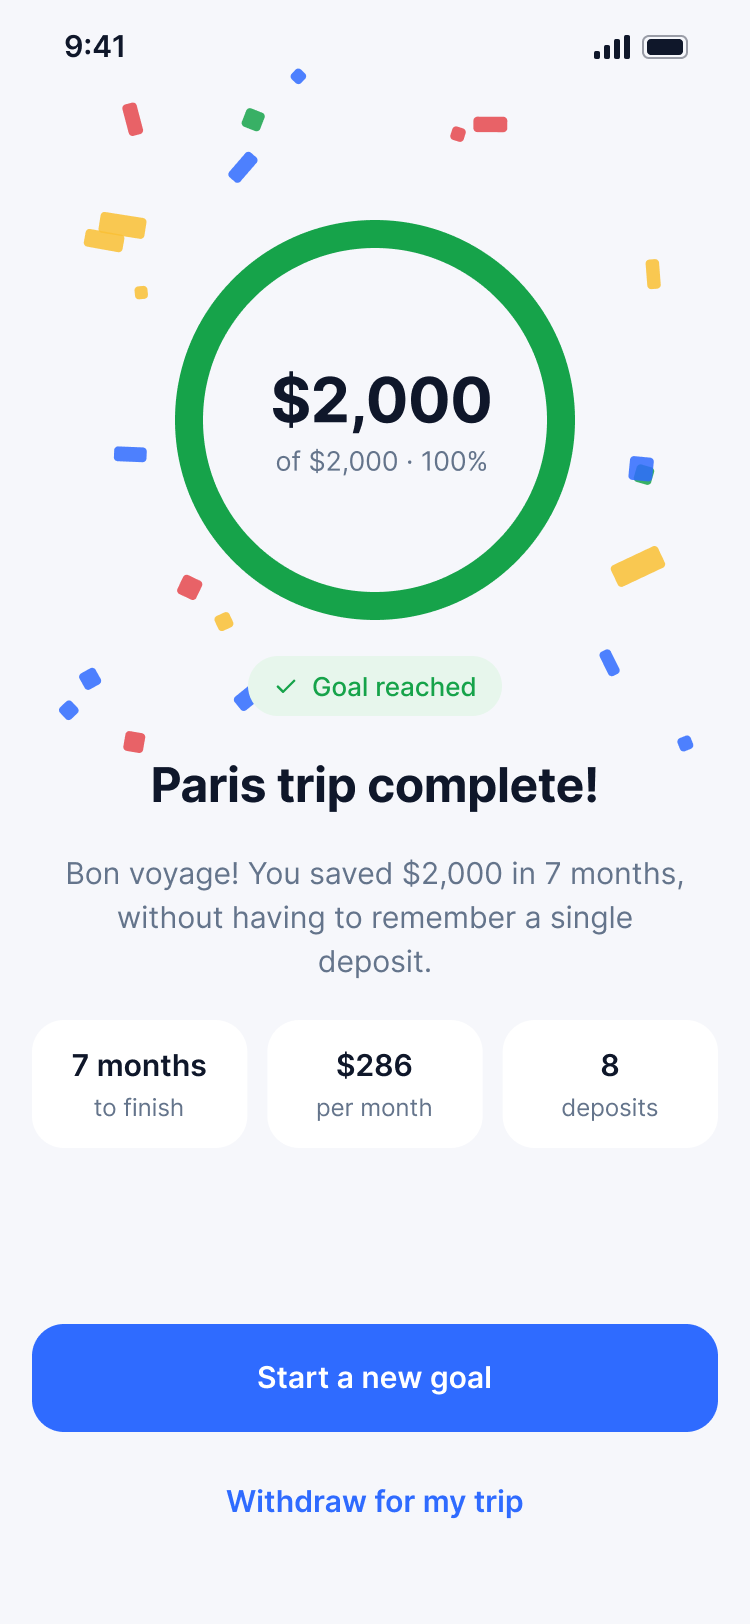 9:41
$2,000
of $2,000 · 100%
Goal reached
Paris trip complete!
Bon voyage! You saved $2,000 in 7 months,
without having to remember a single
deposit.
7 months
to finish
$286
per month
8
deposits
Start a new goal
Withdraw for my trip